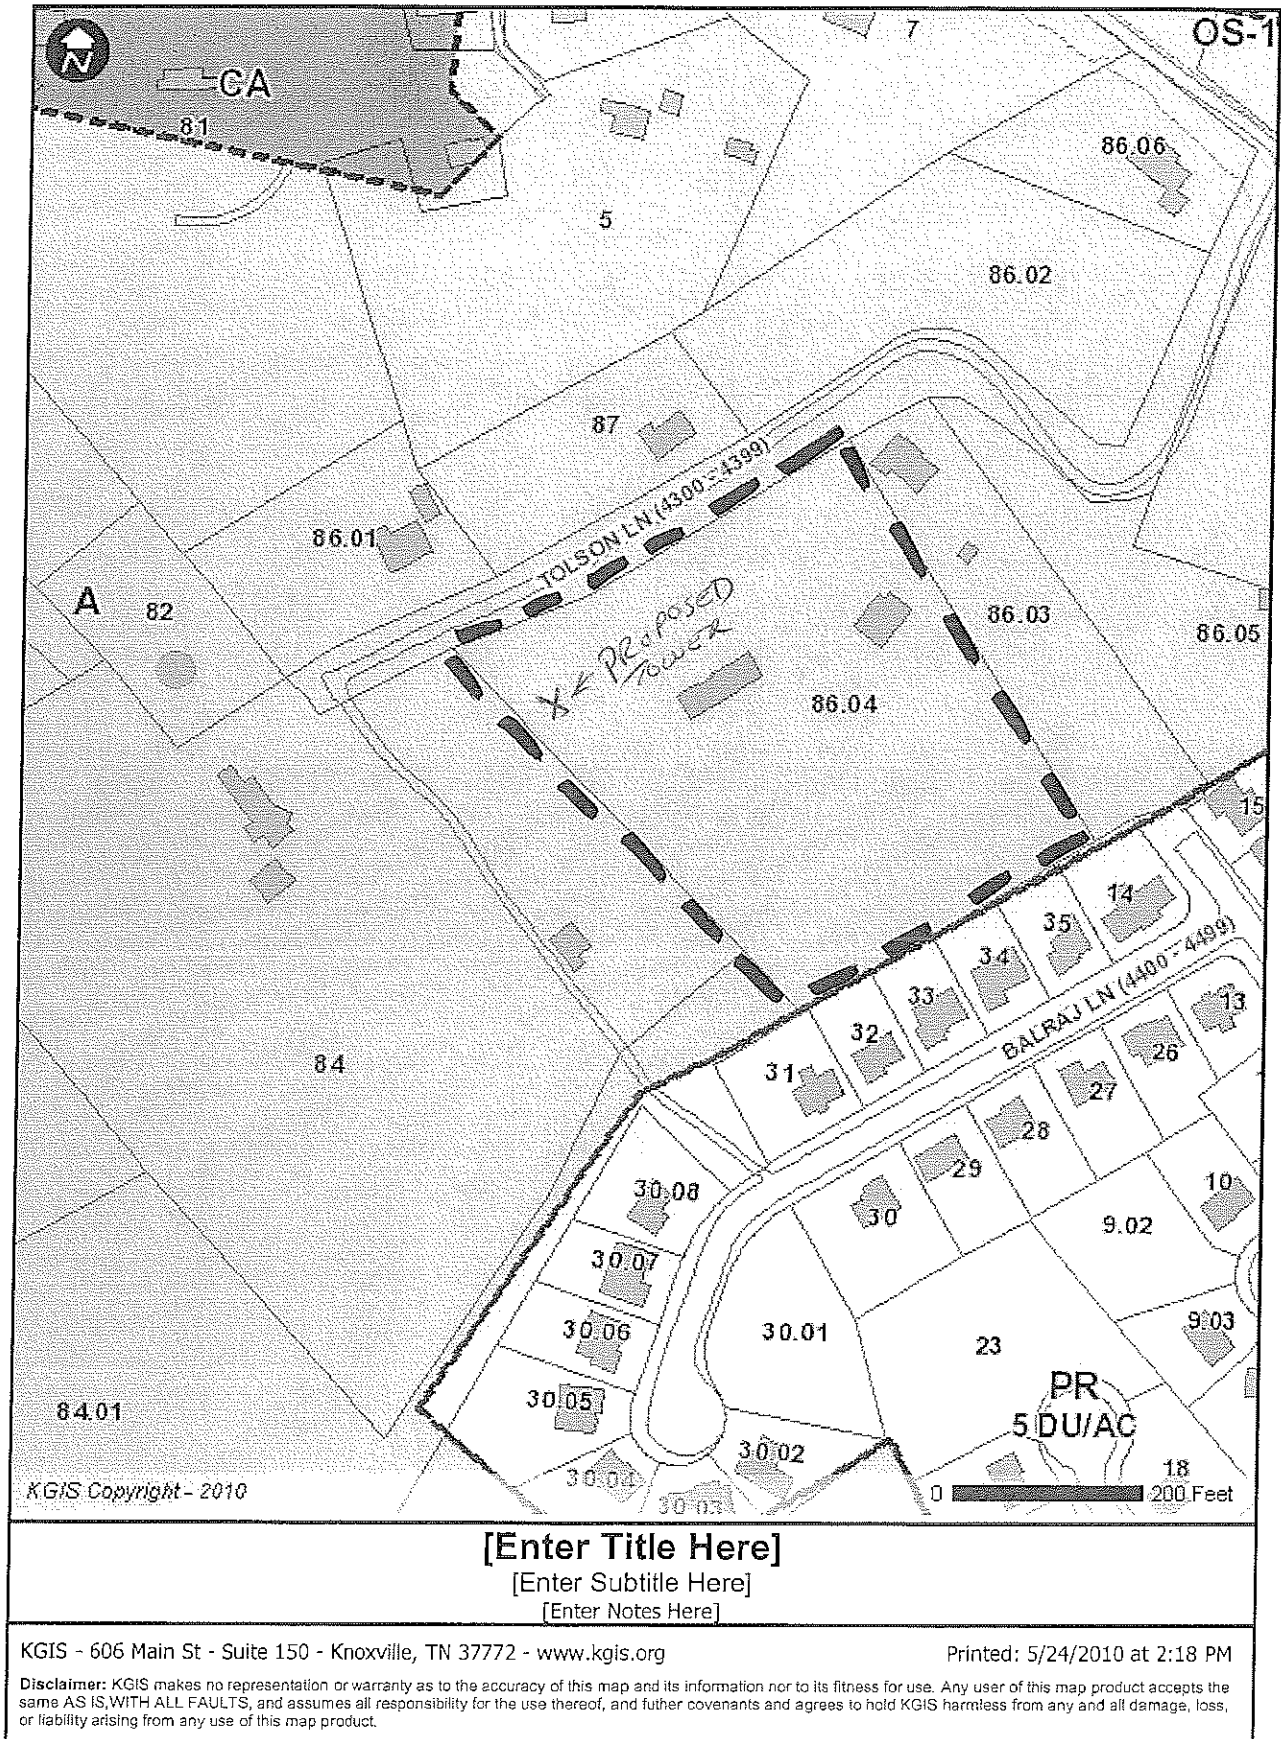 N
OS-1
7
CA
81
86.06
5
86.02
87
TOLSON LN (4300 - 4399)
86.01
A
82
PROPOSED
TOWER
X
86.03
86.05
86.04
15
14
35
34
33
32
31
BALRAJ LN (4400 - 4499)
13
26
27
28
29
30
84
30.08
30.07
30.06
30.05
30.04
30.03
30.02
30.01
10
9.02
9.03
23
PR
5 DU/AC
18
84.01
KGIS Copyright - 2010
0 200 Feet
[Enter Title Here]
[Enter Subtitle Here]
[Enter Notes Here]
KGIS - 606 Main St - Suite 150 - Knoxville, TN 37772 - www.kgis.org
Printed: 5/24/2010 at 2:18 PM
Disclaimer: KGIS makes no representation or warranty as to the accuracy of this map and its information nor to its fitness for use. Any user of this map product accepts the
same AS IS,WITH ALL FAULTS, and assumes all responsibility for the use thereof, and futher covenants and agrees to hold KGIS harmless from any and all damage, loss,
or liability arising from any use of this map product.